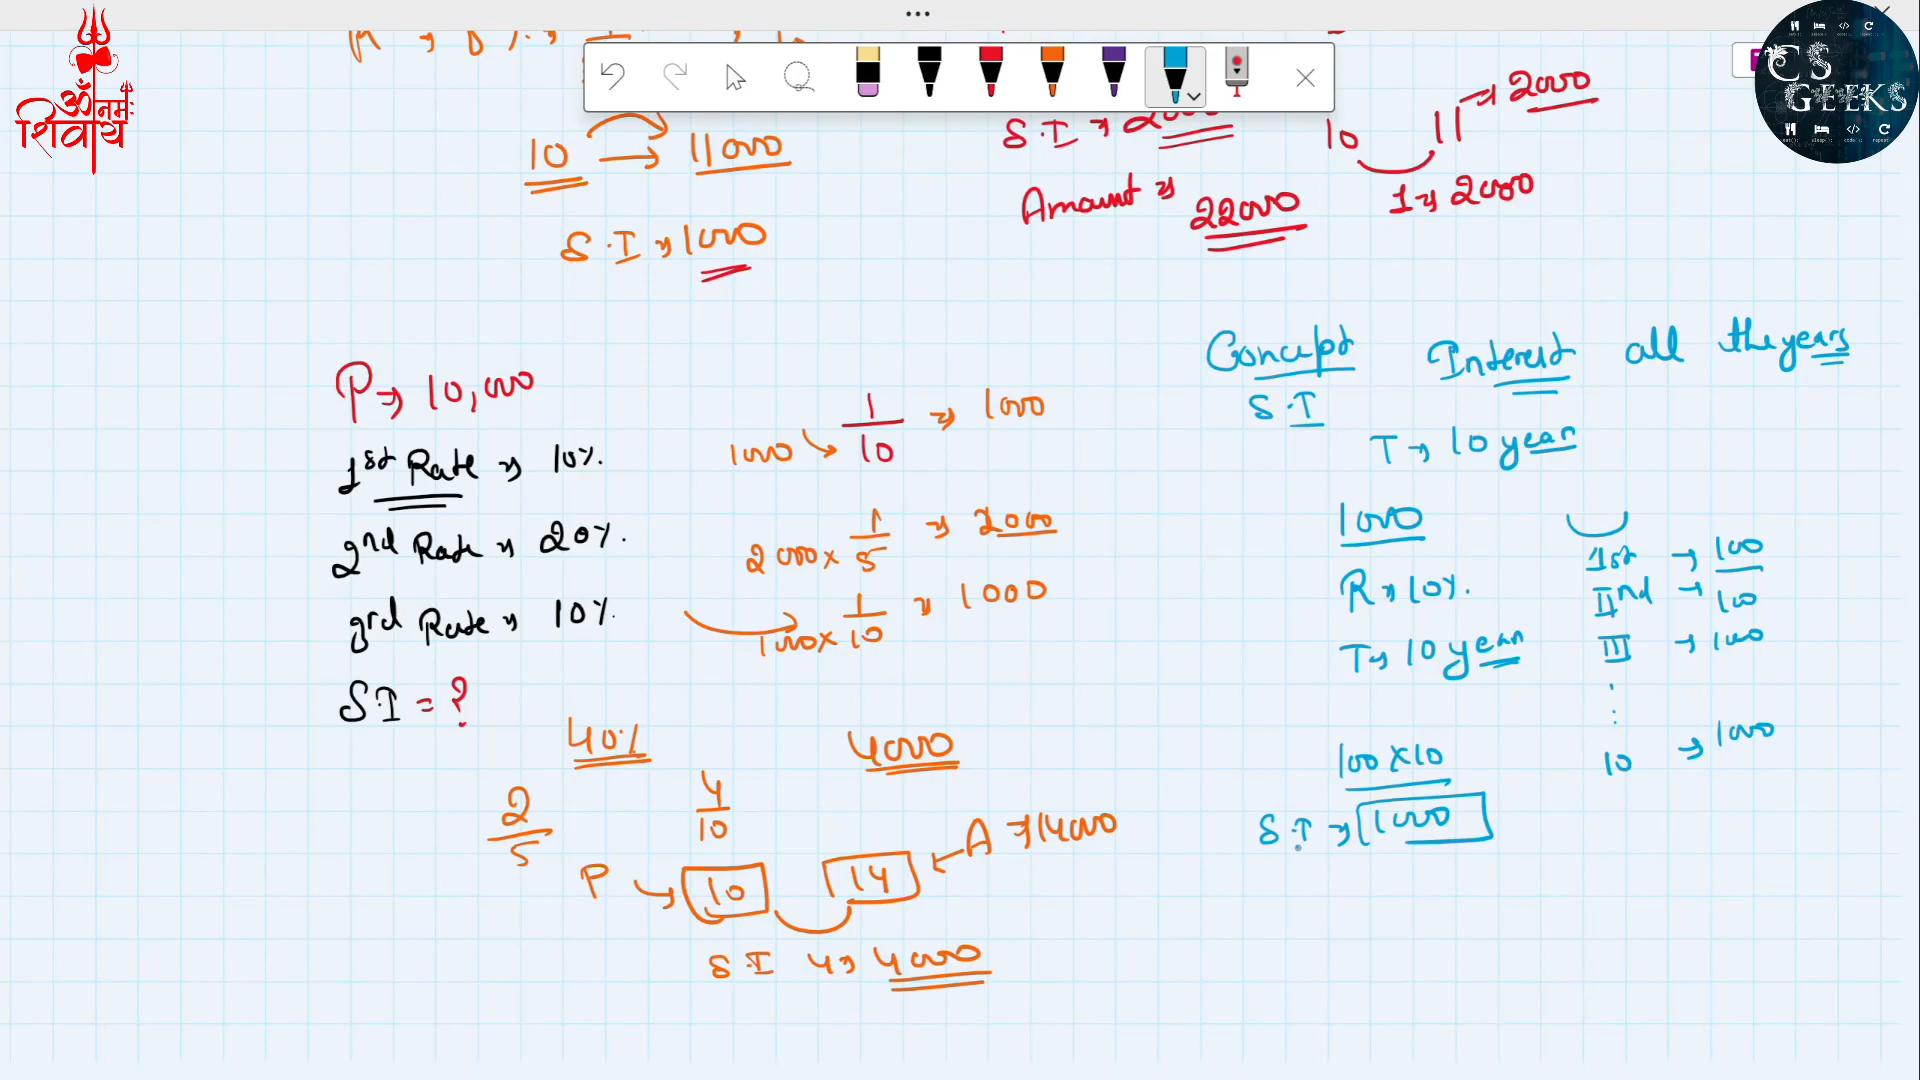 ॐ नमः
शिवाय
CS
GEEKS
10 → 11000
S.I → 1000
S.I →
Amount →
22000
10 11 → 2000
1 → 2000
P → 10,000
1st Rate → 10%.
2nd Rate → 20%.
3rd Rate → 10%.
SI = ?
1000 1/10 → 1000
2000 × 1/5 → 2000
1000 × 1/10 → 1000
40% 4000
2/5 4/10
P → 10 14 ← A → 14000
S.I 4 → 4000
Concept Interest all the years
S.I
T → 10 year
1000
R → 10%.
T → 10 year
1st → 100
IInd → 100
III → 100
10 → 1000
100 × 10
S.I → 1000